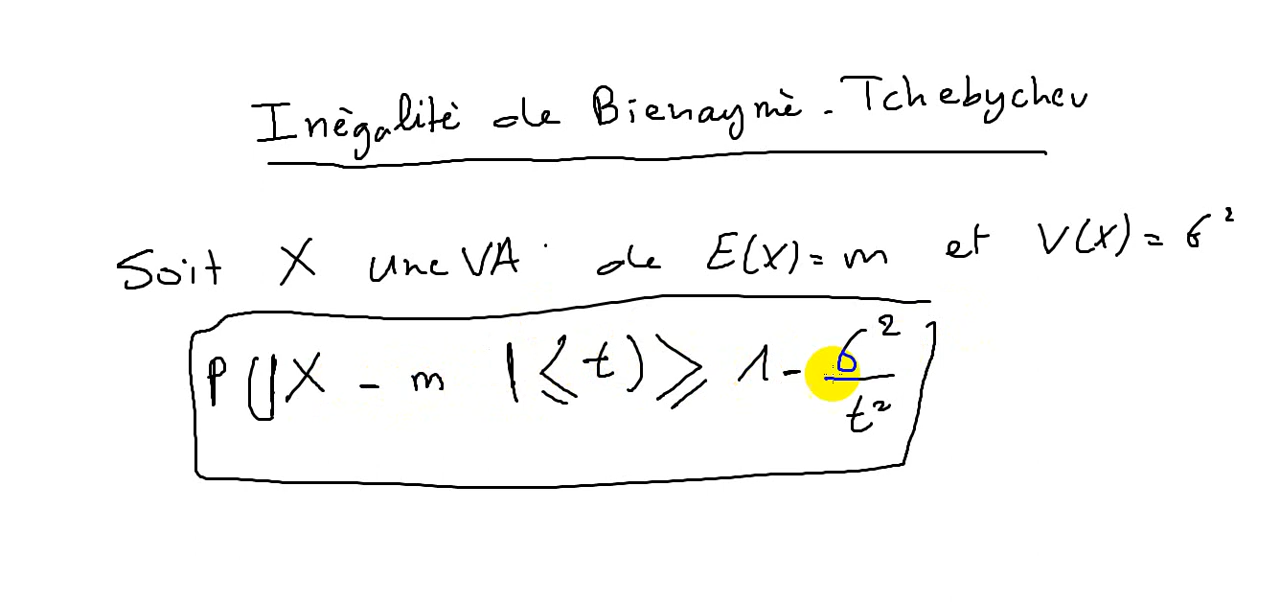 Inégalité de Bienaymé-Tchebychev
Soit X une VA de E(X) = m et V(X) = σ²
P(|X - m| ⩽ t) ⩾ 1 - σ²/t²